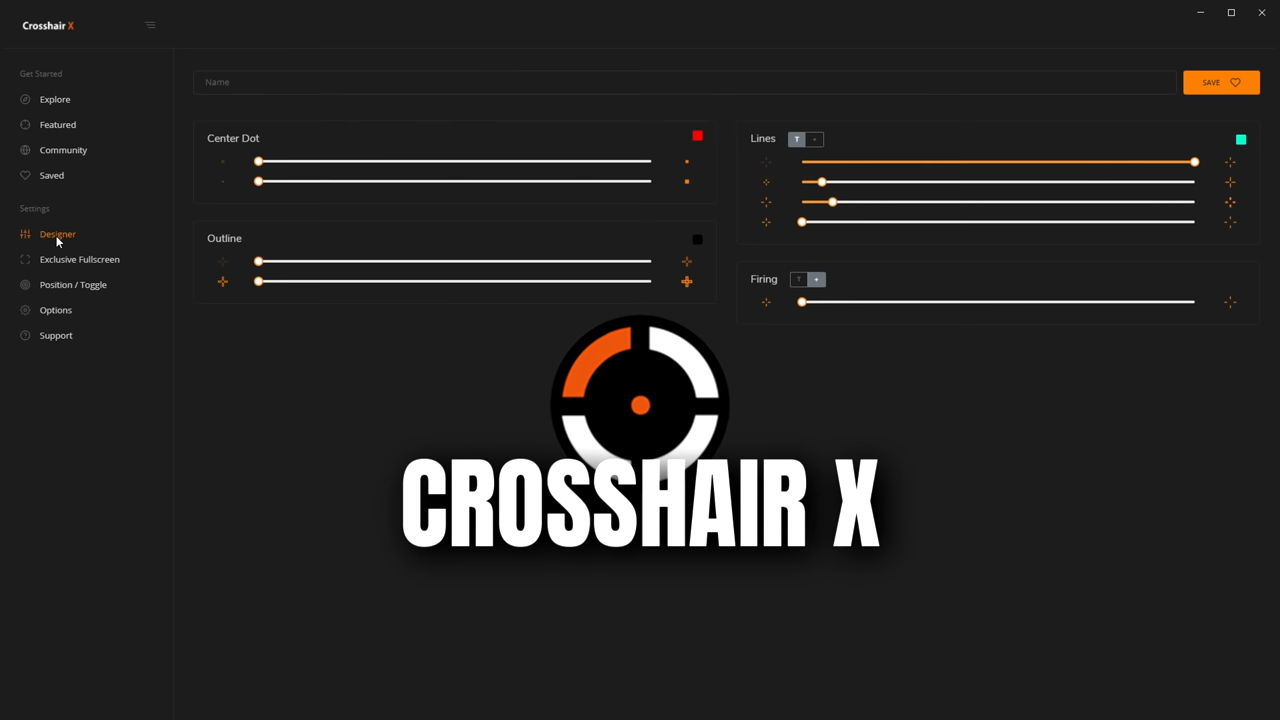 Crosshair X
Get Started
Explore
Featured
Community
Saved
Settings
Designer
Exclusive Fullscreen
Position / Toggle
Options
Support
Name
SAVE
Center Dot
Outline
Lines
T
Firing
T
CROSSHAIR X